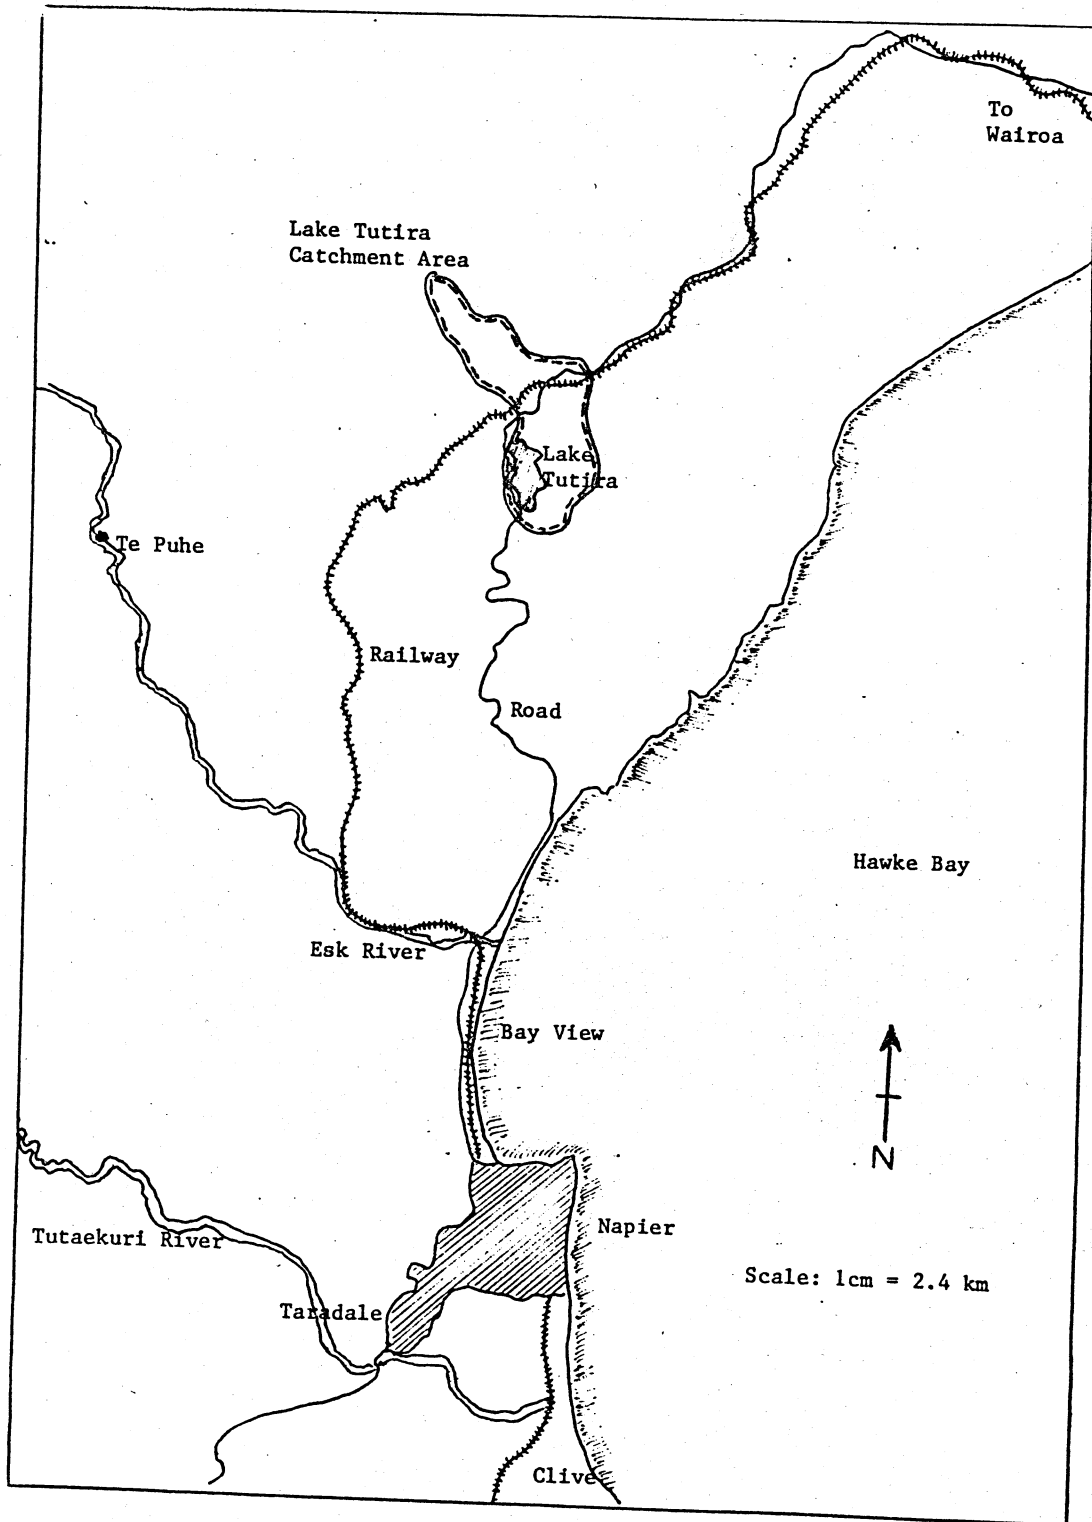 To
Wairoa
Lake Tutira
Catchment Area
Lake
Tutira
Te Puhe
Railway
Road
Hawke Bay
Esk River
Bay View
N
Napier
Tutaekuri River
Scale: 1cm = 2.4 km
Taradale
Clive